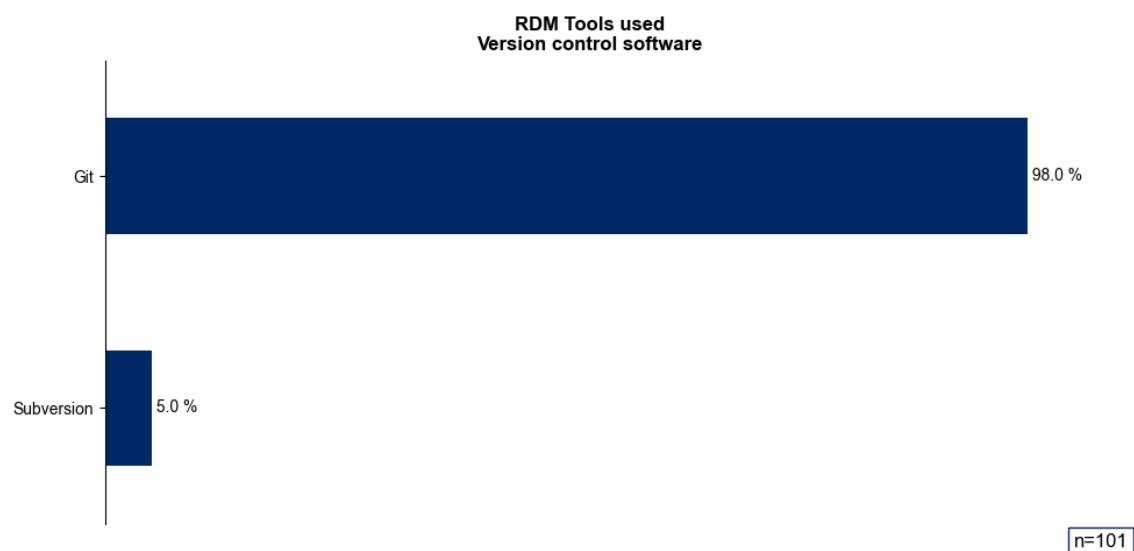 RDM Tools used
Version control software
Git
98.0 %
Subversion
5.0 %
n=101